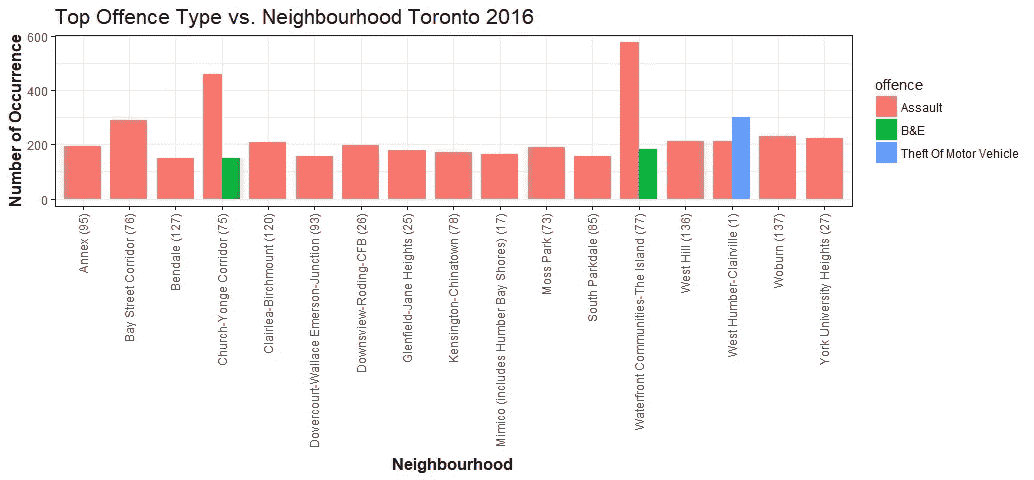 Top Offence Type vs. Neighbourhood Toronto 2016
Number of Occurrence
600
400
200
0
Annex (95)
Bay Street Corridor (76)
Bendale (127)
Church-Yonge Corridor (75)
Clairlea-Birchmount (120)
Dovercourt-Wallace Emerson-Junction (93)
Downsview-Roding-CFB (26)
Glenfield-Jane Heights (25)
Kensington-Chinatown (78)
Mimico (includes Humber Bay Shores) (17)
Moss Park (73)
South Parkdale (85)
Waterfront Communities-The Island (77)
West Hill (136)
West Humber-Clairville (1)
Woburn (137)
York University Heights (27)
Neighbourhood
offence
Assault
B&E
Theft Of Motor Vehicle